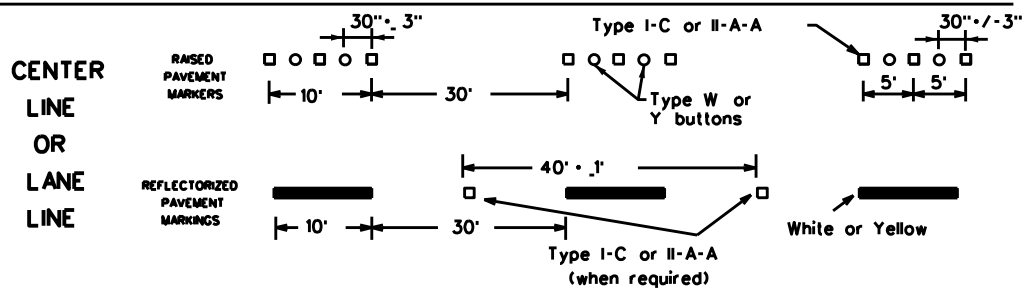 30"·_ 3"
Type I-C or II-A-A
30"·/-3"
CENTER
LINE
OR
LANE
LINE
RAISED
PAVEMENT
MARKERS
10'
30'
Type W or
Y buttons
5'
5'
40' · _1'
REFLECTORIZED
PAVEMENT
MARKINGS
10'
30'
Type I-C or II-A-A
(when required)
White or Yellow